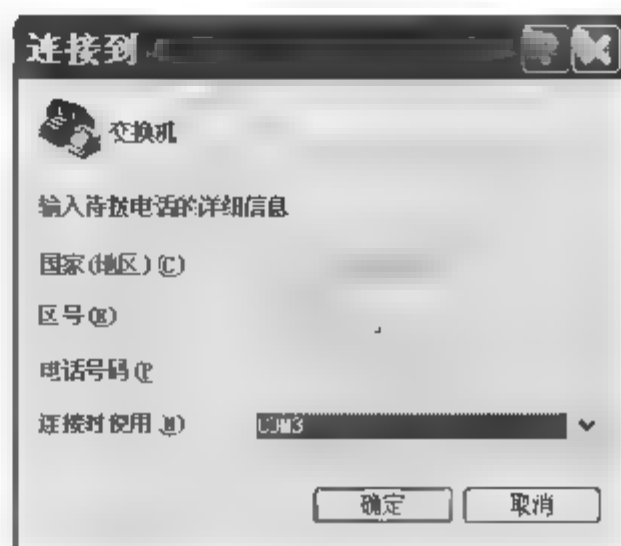 连接到
交换机
输入待拨电话的详细信息
国家(地区)(C)
区号(E)
电话号码(P
连接时使用(N)
COM3
确定
取消